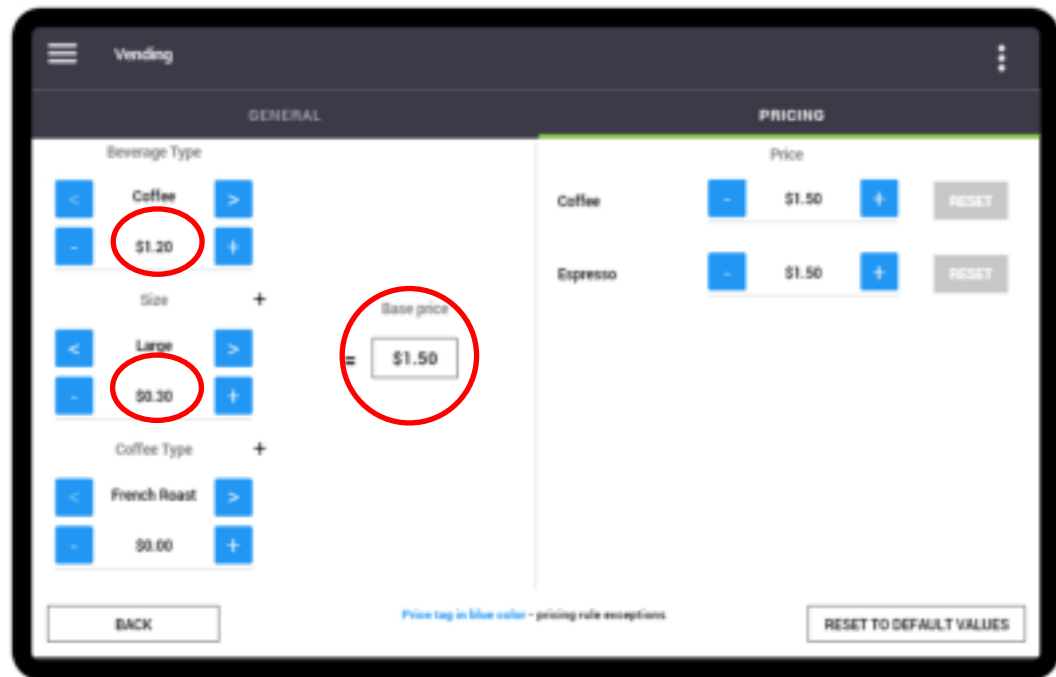 Vending
GENERAL
PRICING
Beverage Type
< Coffee >
- $1.20 +
Size +
< Large >
- $0.30 +
Coffee Type +
< French Roast >
- $0.00 +
Base price
= $1.50
Price
Coffee - $1.50 + RESET
Espresso - $1.50 + RESET
BACK
Price tag in blue color - pricing rule exceptions
RESET TO DEFAULT VALUES